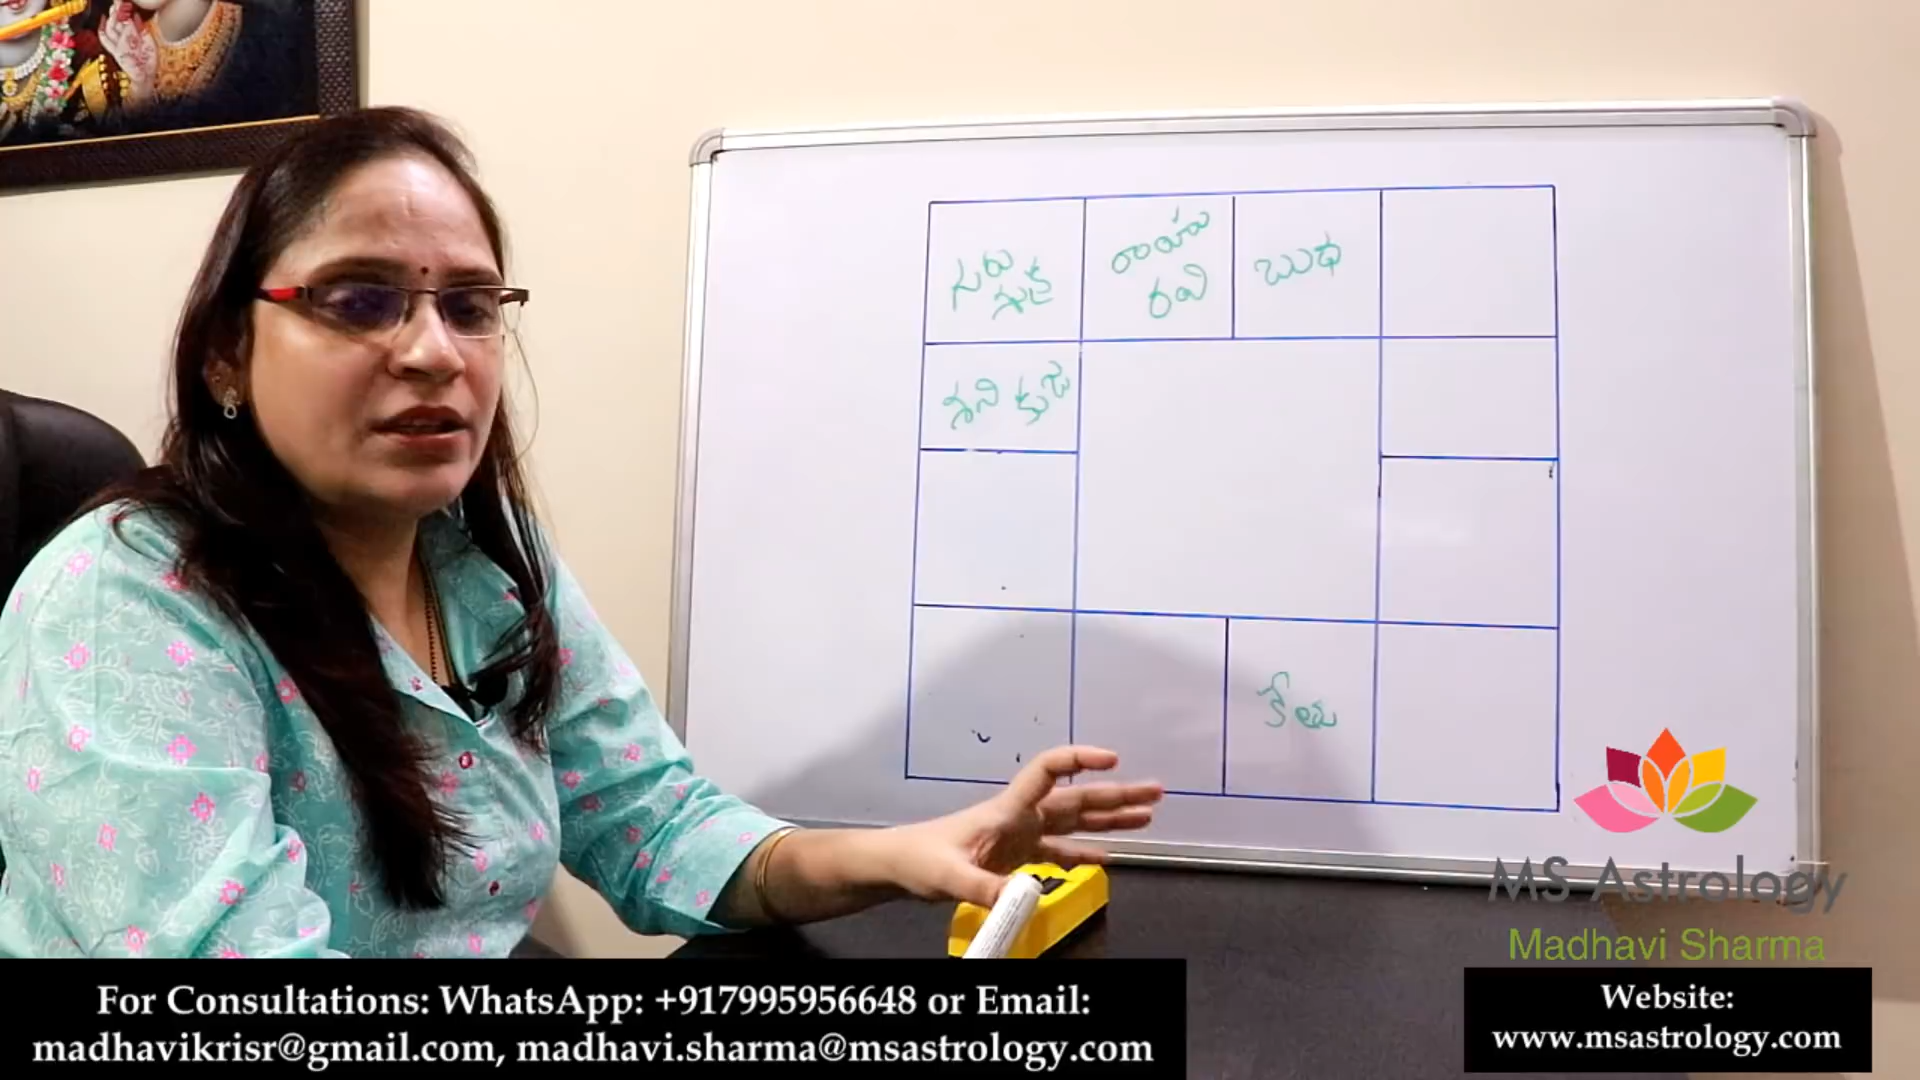 గురు
శుక్ర
రాహు
రవి
బుధ
శని కుజ
కేతు
MS Astrology
Madhavi Sharma
For Consultations: WhatsApp: +917995956648 or Email:
madhavikrisr@gmail.com, madhavi.sharma@msastrology.com
Website:
www.msastrology.com